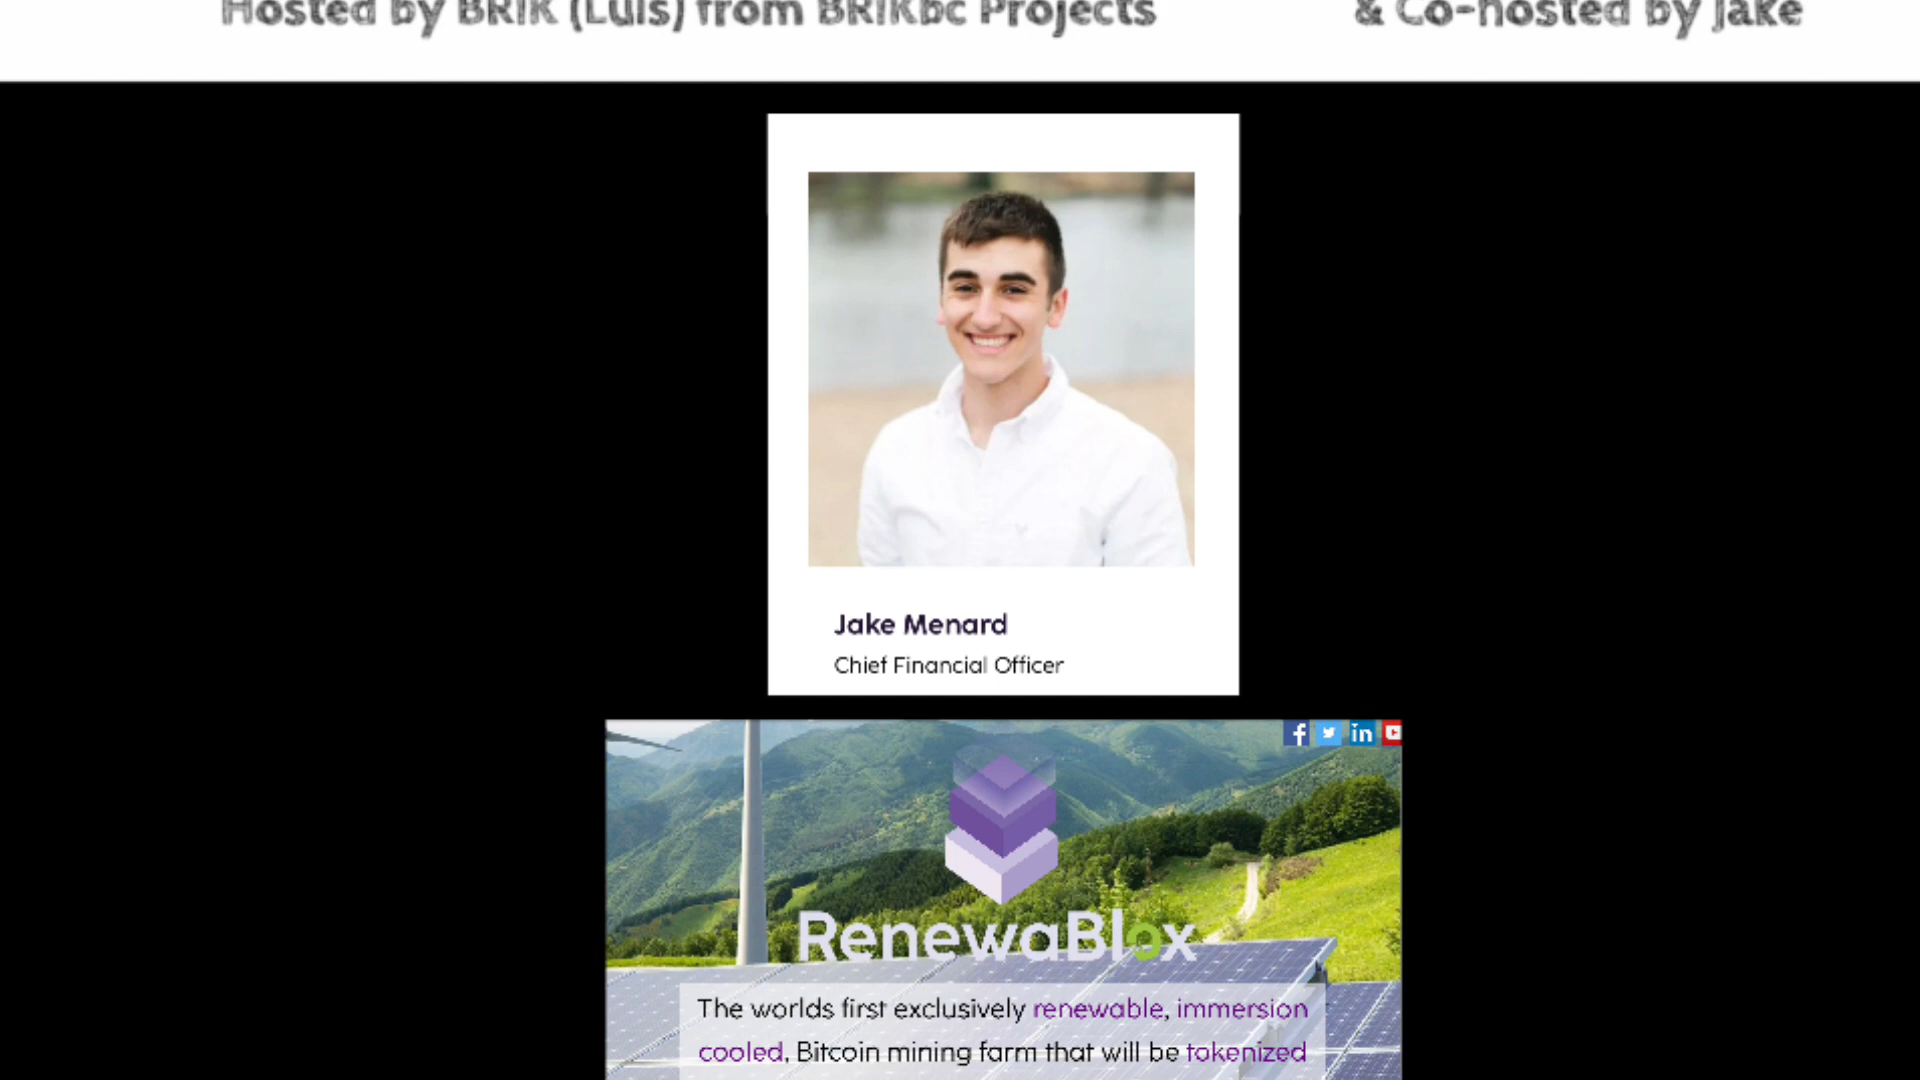 Hosted by BRIK (Luis) from BRIKbc Projects & Co-hosted by Jake
Jake Menard
Chief Financial Officer
RenewaBlox
The worlds first exclusively renewable, immersion
cooled, Bitcoin mining farm that will be tokenized